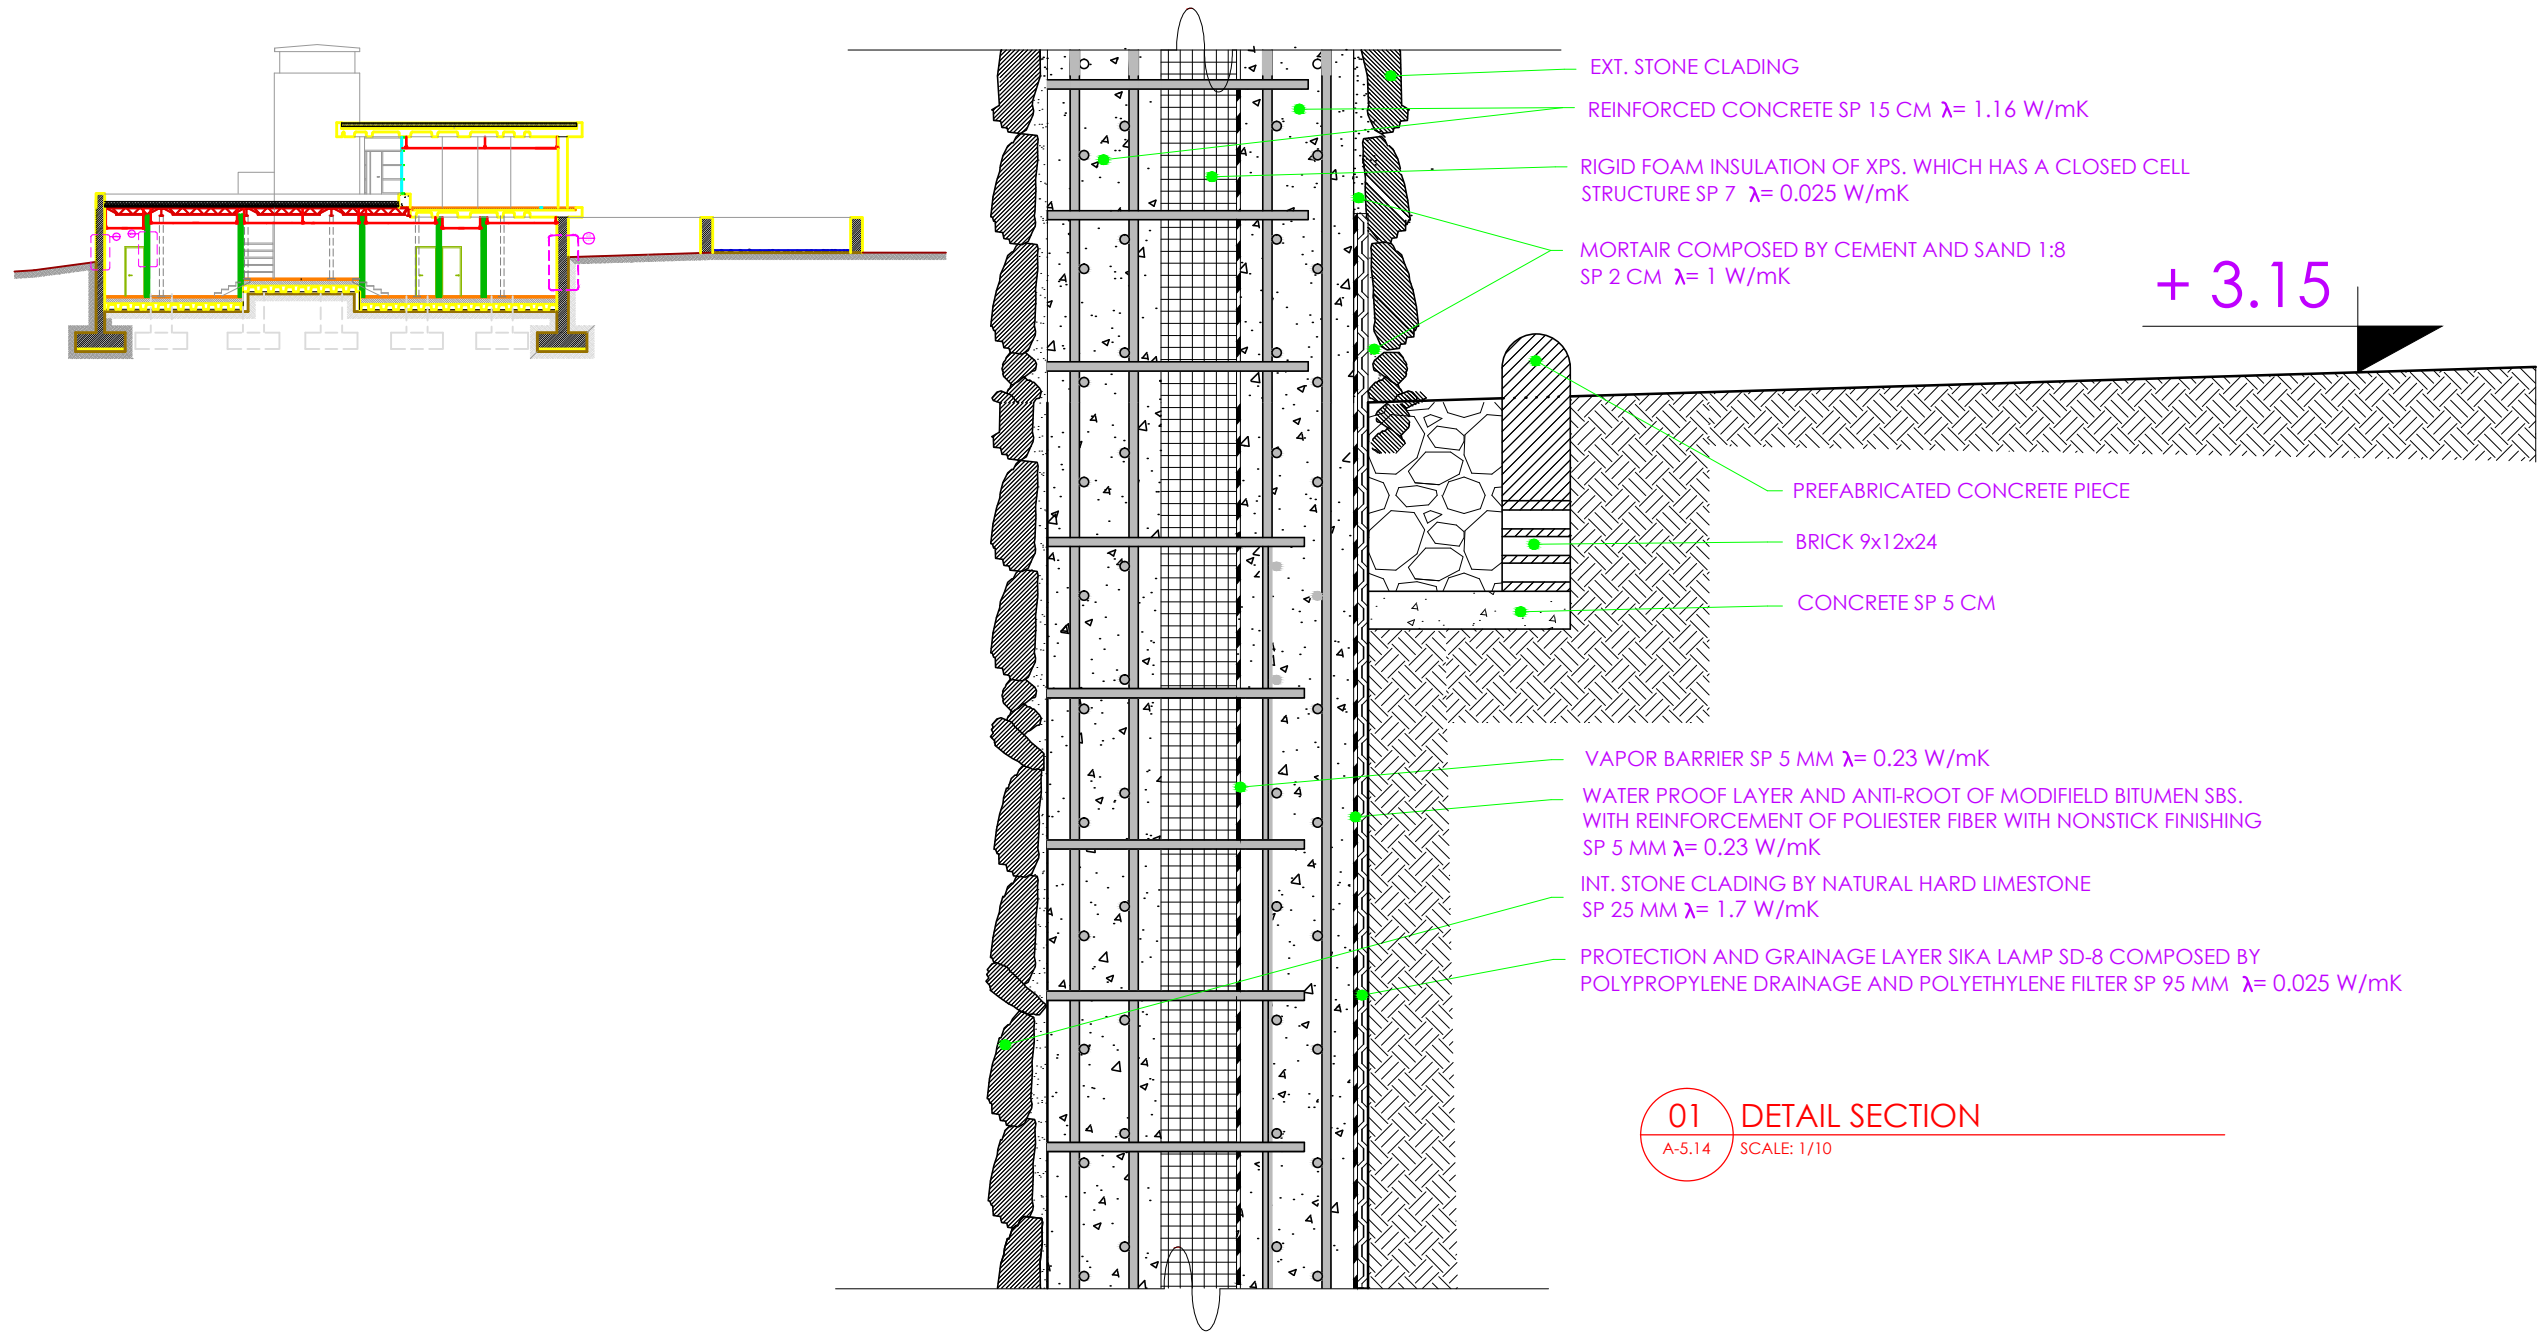 EXT. STONE CLADING
REINFORCED CONCRETE SP 15 CM λ= 1.16 W/mK
RIGID FOAM INSULATION OF XPS. WHICH HAS A CLOSED CELL
STRUCTURE SP 7 λ= 0.025 W/mK
MORTAIR COMPOSED BY CEMENT AND SAND 1:8
SP 2 CM λ= 1 W/mK
+ 3.15
PREFABRICATED CONCRETE PIECE
BRICK 9x12x24
CONCRETE SP 5 CM
VAPOR BARRIER SP 5 MM λ= 0.23 W/mK
WATER PROOF LAYER AND ANTI-ROOT OF MODIFIELD BITUMEN SBS.
WITH REINFORCEMENT OF POLIESTER FIBER WITH NONSTICK FINISHING
SP 5 MM λ= 0.23 W/mK
INT. STONE CLADING BY NATURAL HARD LIMESTONE
SP 25 MM λ= 1.7 W/mK
PROTECTION AND GRAINAGE LAYER SIKA LAMP SD-8 COMPOSED BY
POLYPROPYLENE DRAINAGE AND POLYETHYLENE FILTER SP 95 MM λ= 0.025 W/mK
01 DETAIL SECTION
A-5.14 SCALE: 1/10